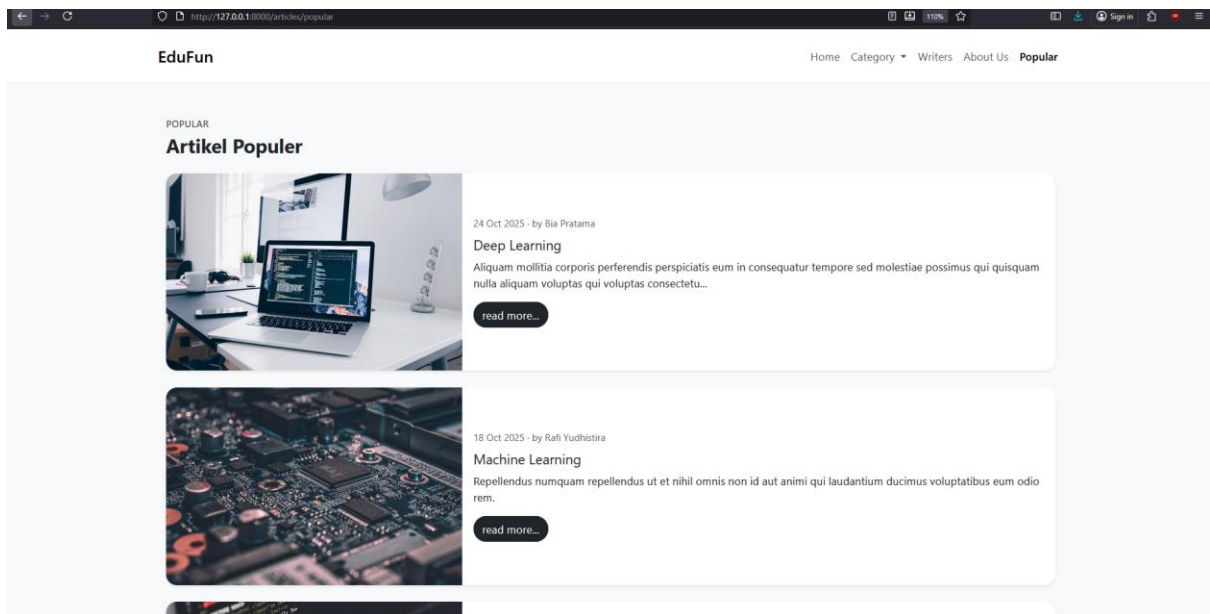 http://127.0.0.1:8000/articles/popular
110%
Sign in
EduFun
Home Category Writers About Us Popular
POPULAR
Artikel Populer
24 Oct 2025 · by Bia Pratama
Deep Learning
Aliquam mollitia corporis perferendis perspiciatis eum in consequatur tempore sed molestiae possimus qui quisquam
nulla aliquam voluptas qui voluptas consectetu...
read more...
18 Oct 2025 · by Rafi Yudhistira
Machine Learning
Repellendus numquam repellendus ut et nihil omnis non id aut animi qui laudantium ducimus voluptatibus eum odio
rem.
read more...